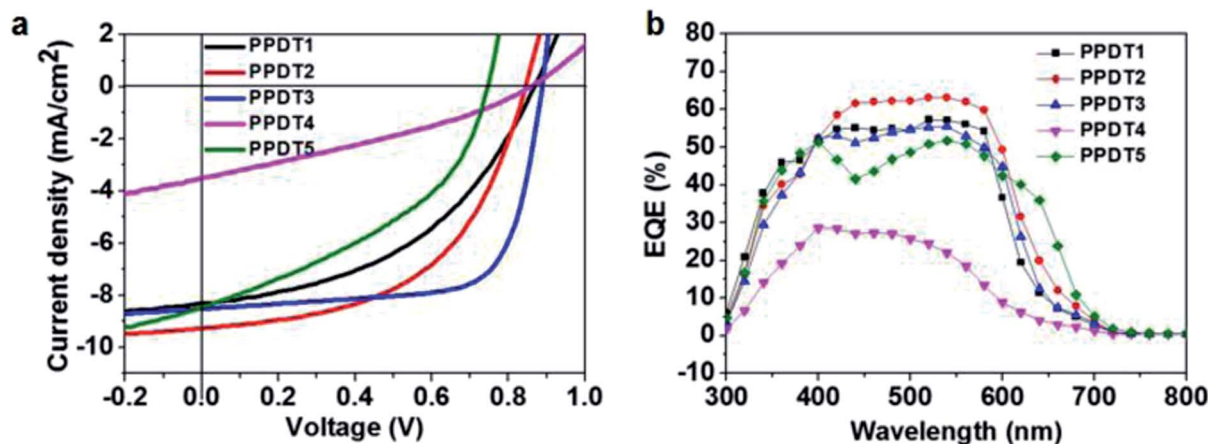 a
Current density (mA/cm²)
2
0
-2
-4
-6
-8
-10
PPDT1
PPDT2
PPDT3
PPDT4
PPDT5
-0.2 0.0 0.2 0.4 0.6 0.8 1.0
Voltage (V)
b
EQE (%)
80
70
60
50
40
30
20
10
0
-10
PPDT1
PPDT2
PPDT3
PPDT4
PPDT5
300 400 500 600 700 800
Wavelength (nm)